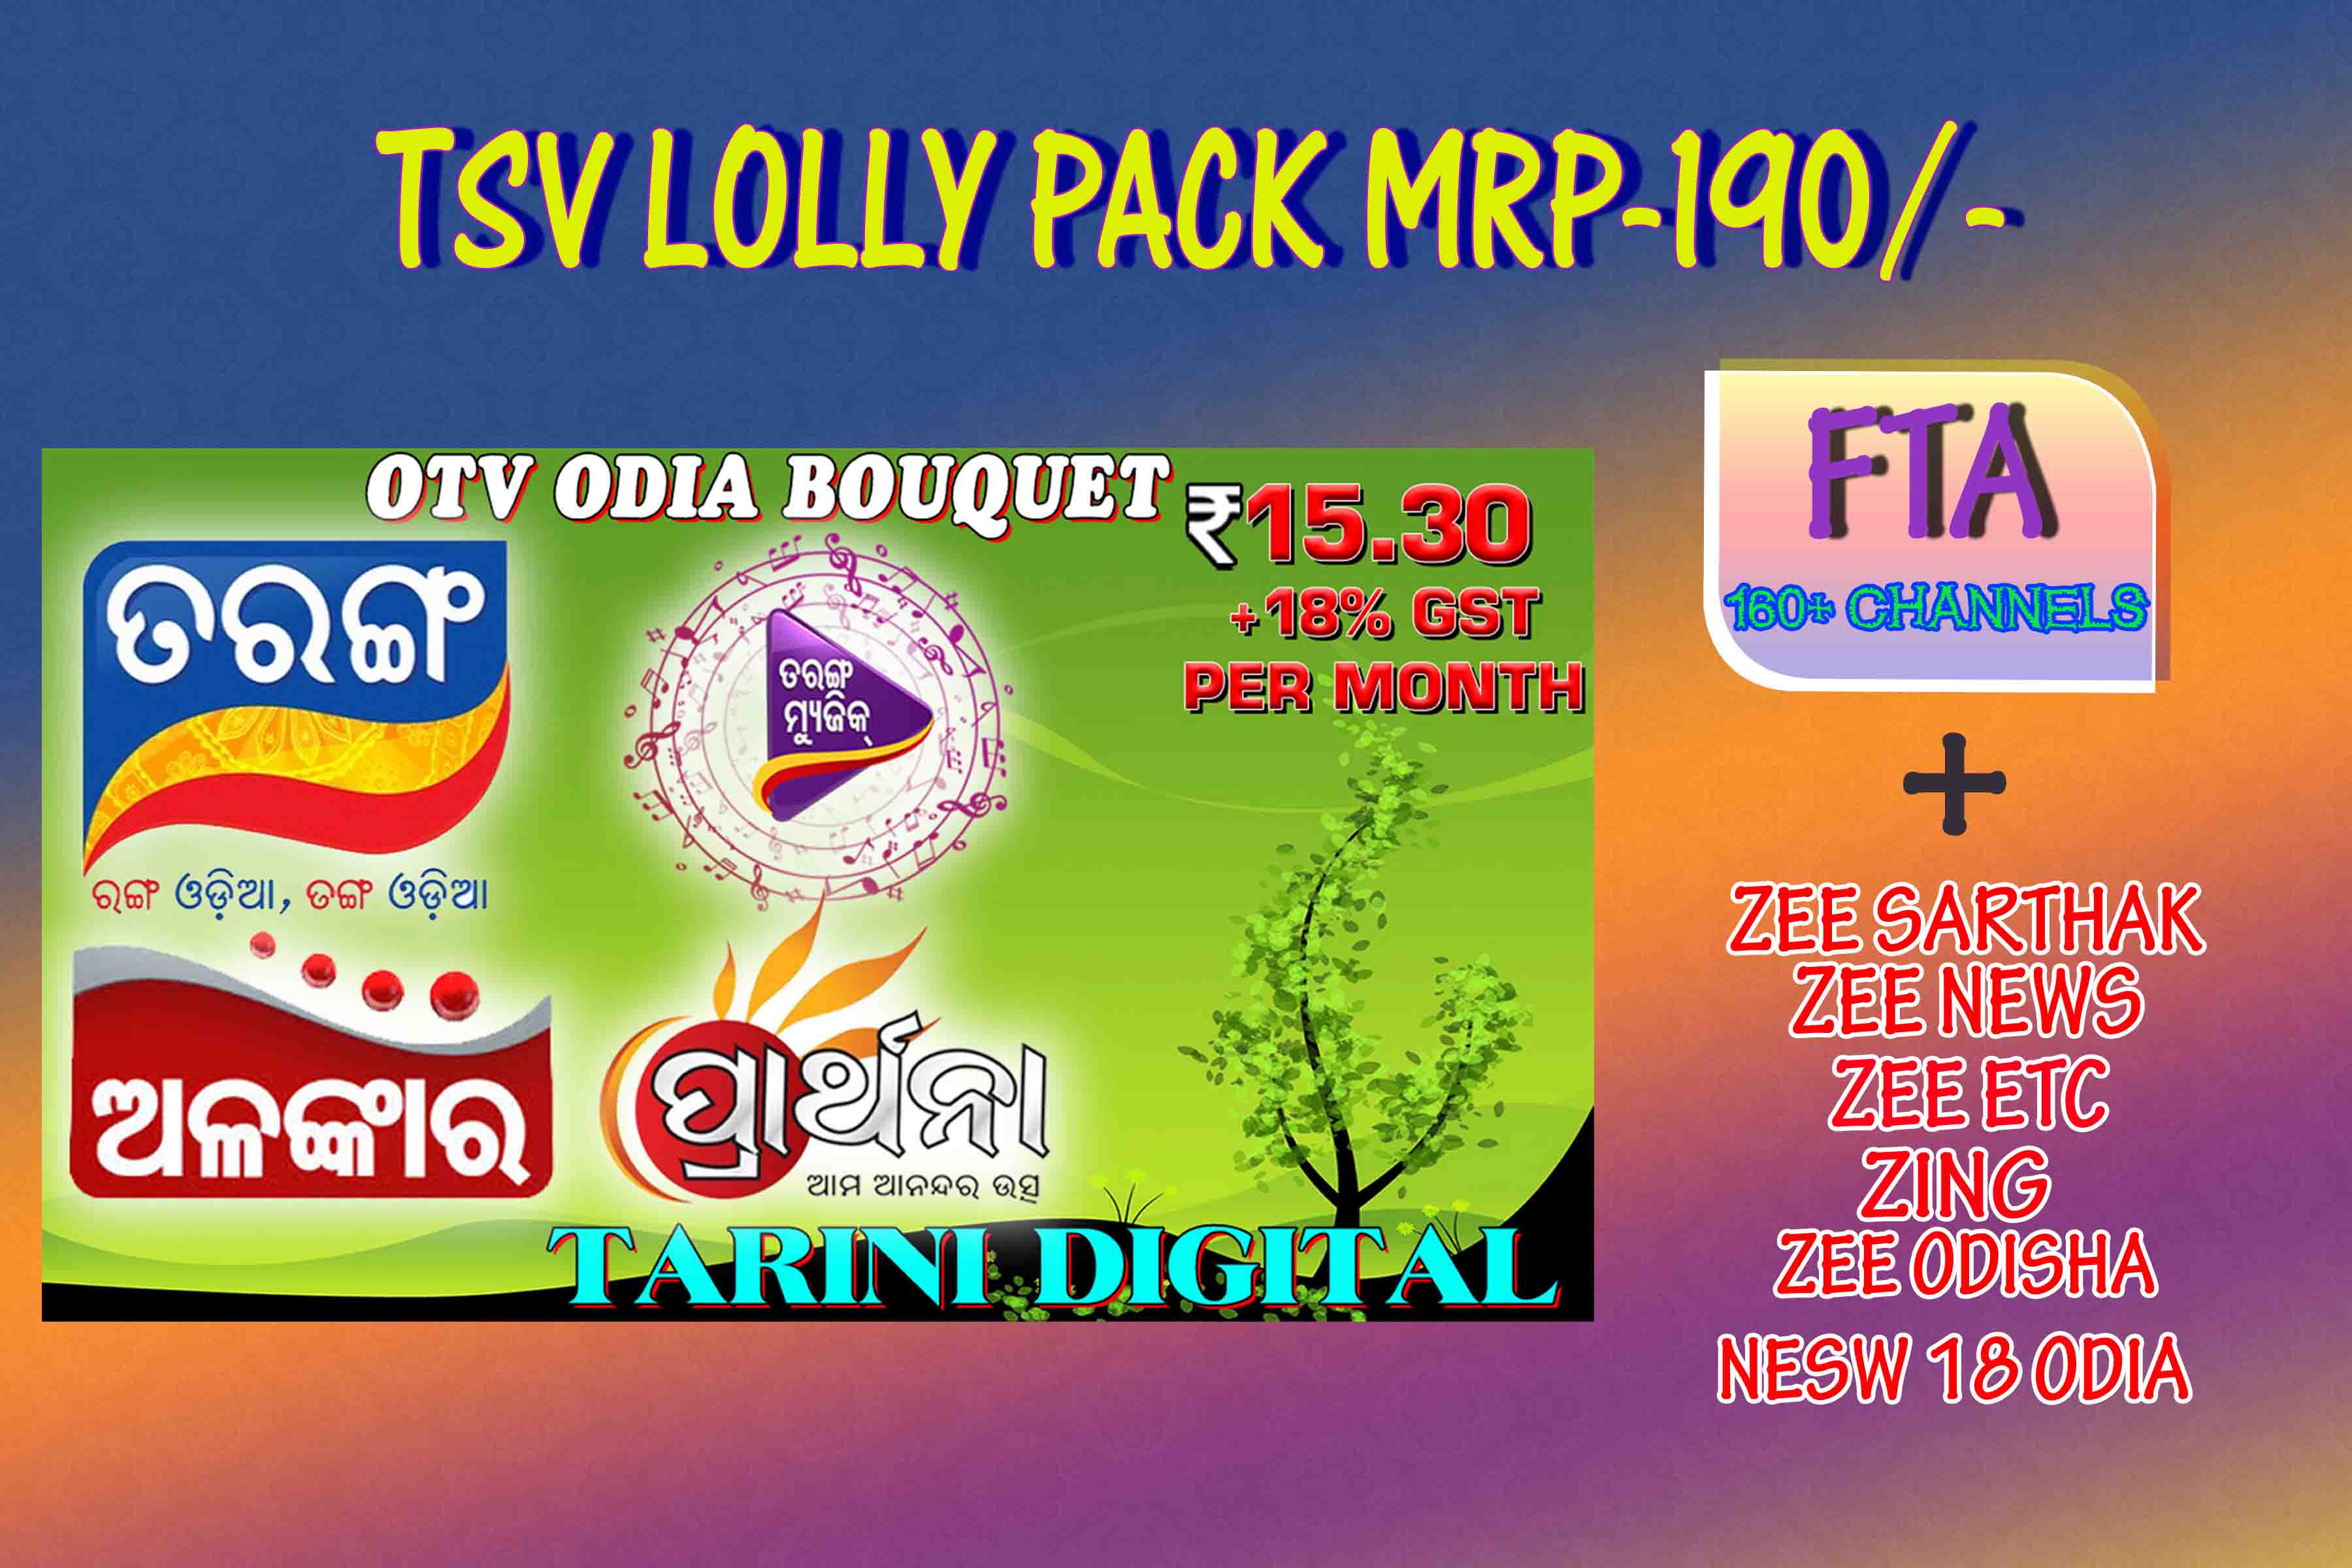 TSV LOLLY PACK MRP-190/-
OTV ODIA BOUQUET
₹15.30
+18% GST
PER MONTH
ତରଙ୍ଗ
ରଙ୍ଗ ଓଡ଼ିଆ, ଡଙ୍ଗ ଓଡ଼ିଆ
ତରଙ୍ଗ
ମ୍ୟୁଜିକ୍
ଅଳଙ୍କାର
ପ୍ରାର୍ଥନା
ଆମ ଆନନ୍ଦର ଉତ୍ସ
TARINI DIGITAL
FTA
160+ CHANNELS
+
ZEE SARTHAK
ZEE NEWS
ZEE ETC
ZING
ZEE ODISHA
NESW 18 ODIA